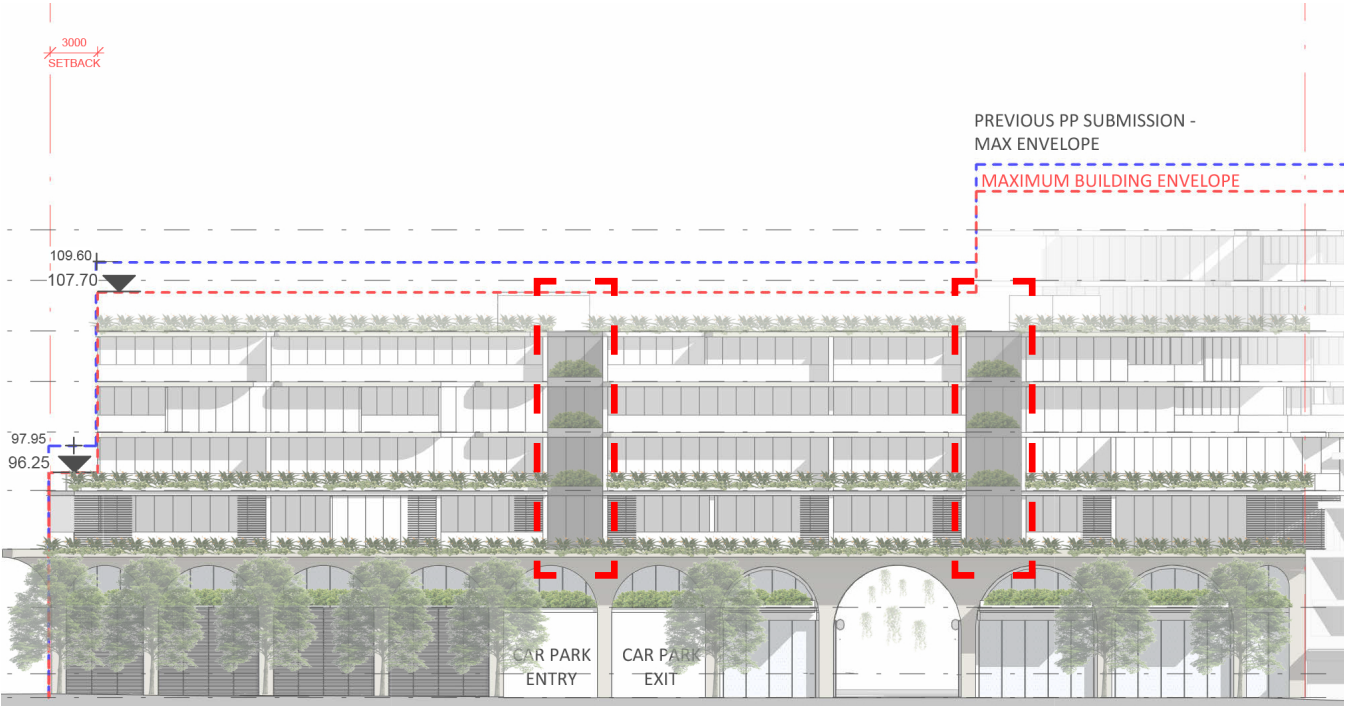 3000
SETBACK
PREVIOUS PP SUBMISSION -
MAX ENVELOPE
MAXIMUM BUILDING ENVELOPE
109.60
107.70
97.95
96.25
CAR PARK
ENTRY
CAR PARK
EXIT